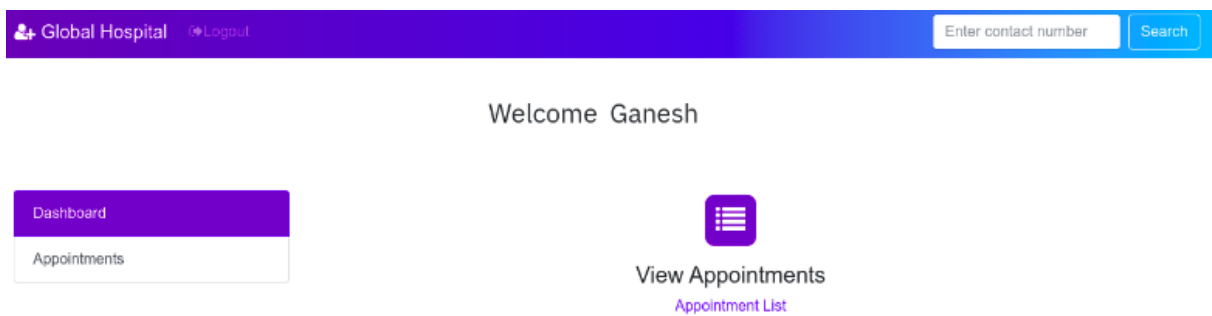 Global Hospital Logout Enter contact number Search
Welcome Ganesh
Dashboard
Appointments
View Appointments
Appointment List